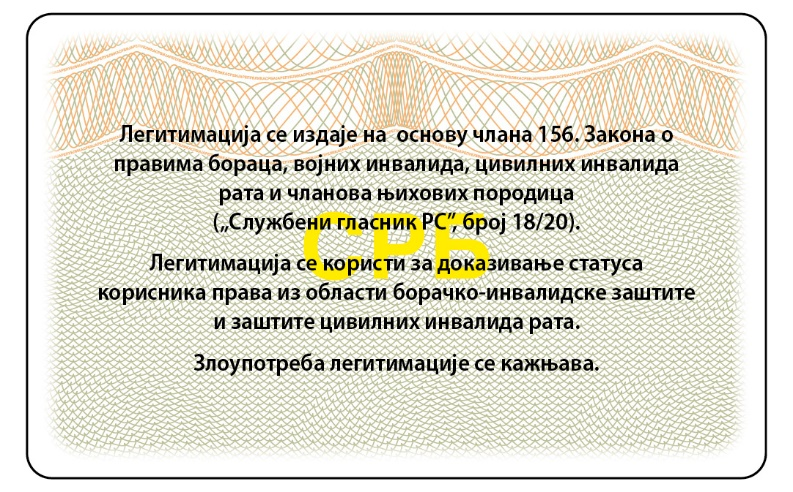 Легитимација се издаје на  основу члана 156. Закона о
правима бораца, војних инвалида, цивилних инвалида
рата и чланова њихових породица
(„Службени гласник РС”, број 18/20).
СРБ
Легитимација се користи за доказивање статуса
корисника права из области борачко-инвалидске заштите
и заштите цивилних инвалида рата.
Злоупотреба легитимације се кажњава.